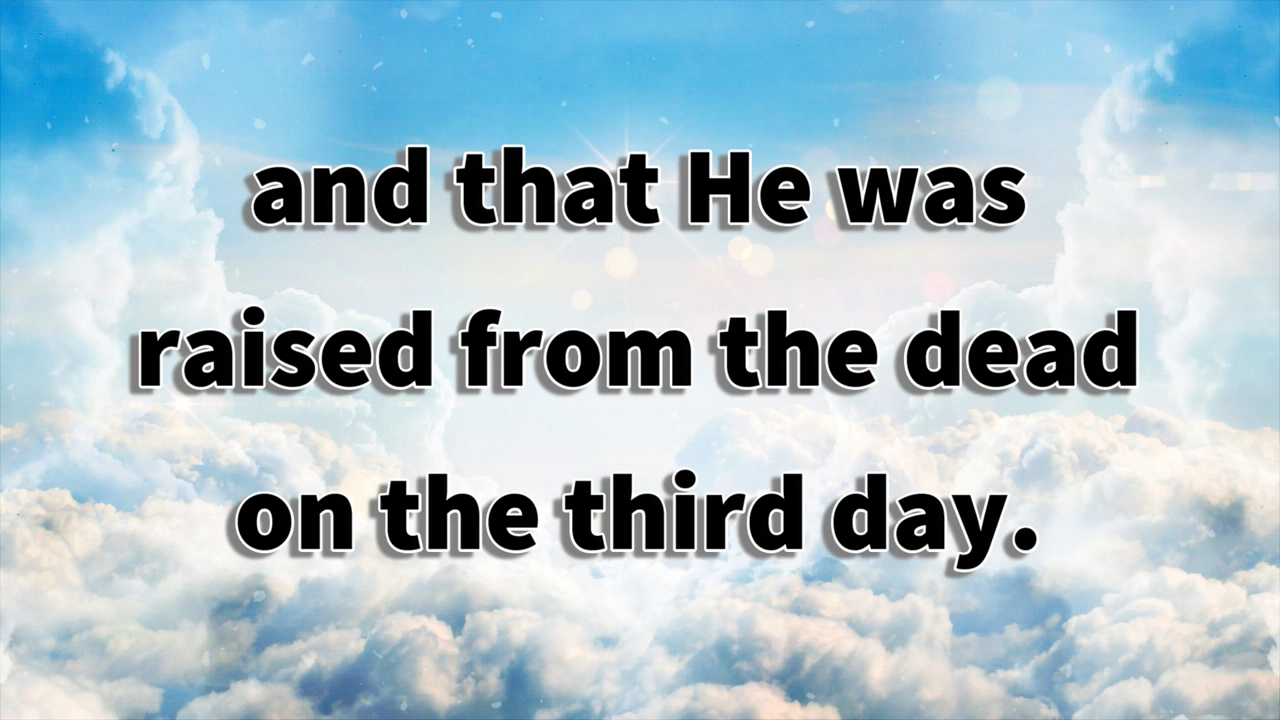 and that He was
raised from the dead
on the third day.